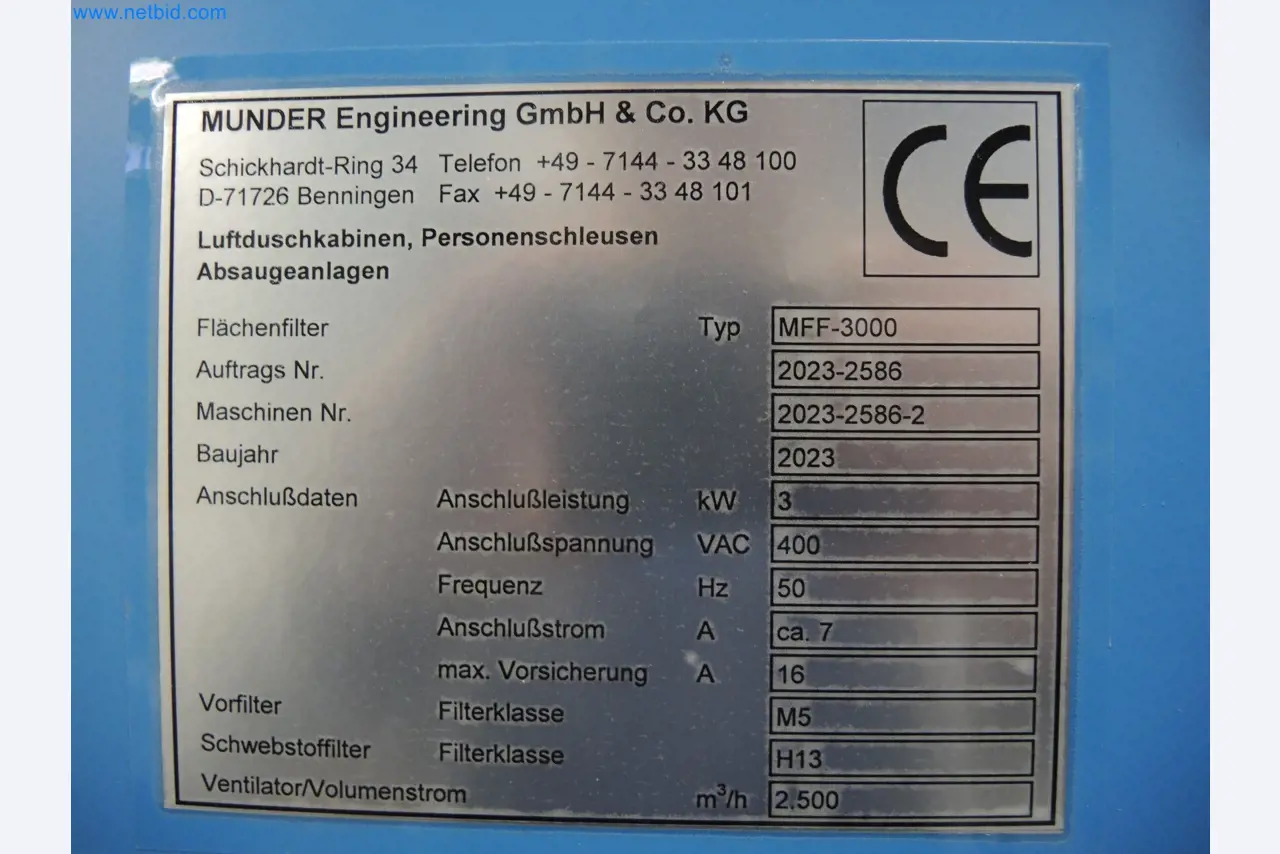 www.netbid.com
MUNDER Engineering GmbH & Co. KG
Schickhardt-Ring 34 Telefon +49 - 7144 - 33 48 100
D-71726 Benningen Fax +49 - 7144 - 33 48 101
Luftduschkabinen, Personenschleusen
Absaugeanlagen
CE
Flächenfilter Typ MFF-3000
Auftrags Nr. 2023-2586
Maschinen Nr. 2023-2586-2
Baujahr 2023
Anschlußdaten Anschlußleistung kW 3
Anschlußspannung VAC 400
Frequenz Hz 50
Anschlußstrom A ca. 7
max. Vorsicherung A 16
Vorfilter Filterklasse M5
Schwebstoffilter Filterklasse H13
Ventilator/Volumenstrom m³/h 2.500